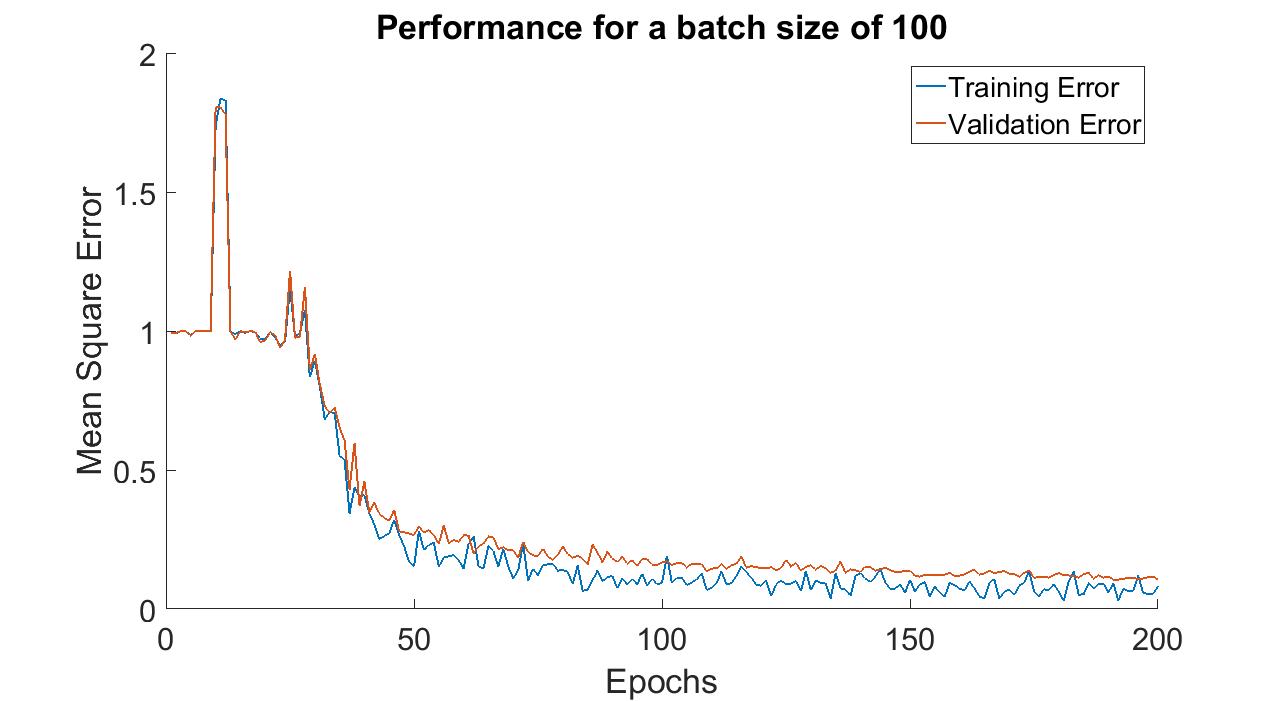 Performance for a batch size of 100
2
Training Error
Validation Error
1.5
1
0.5
0
Mean Square Error
0 50 100 150 200
Epochs